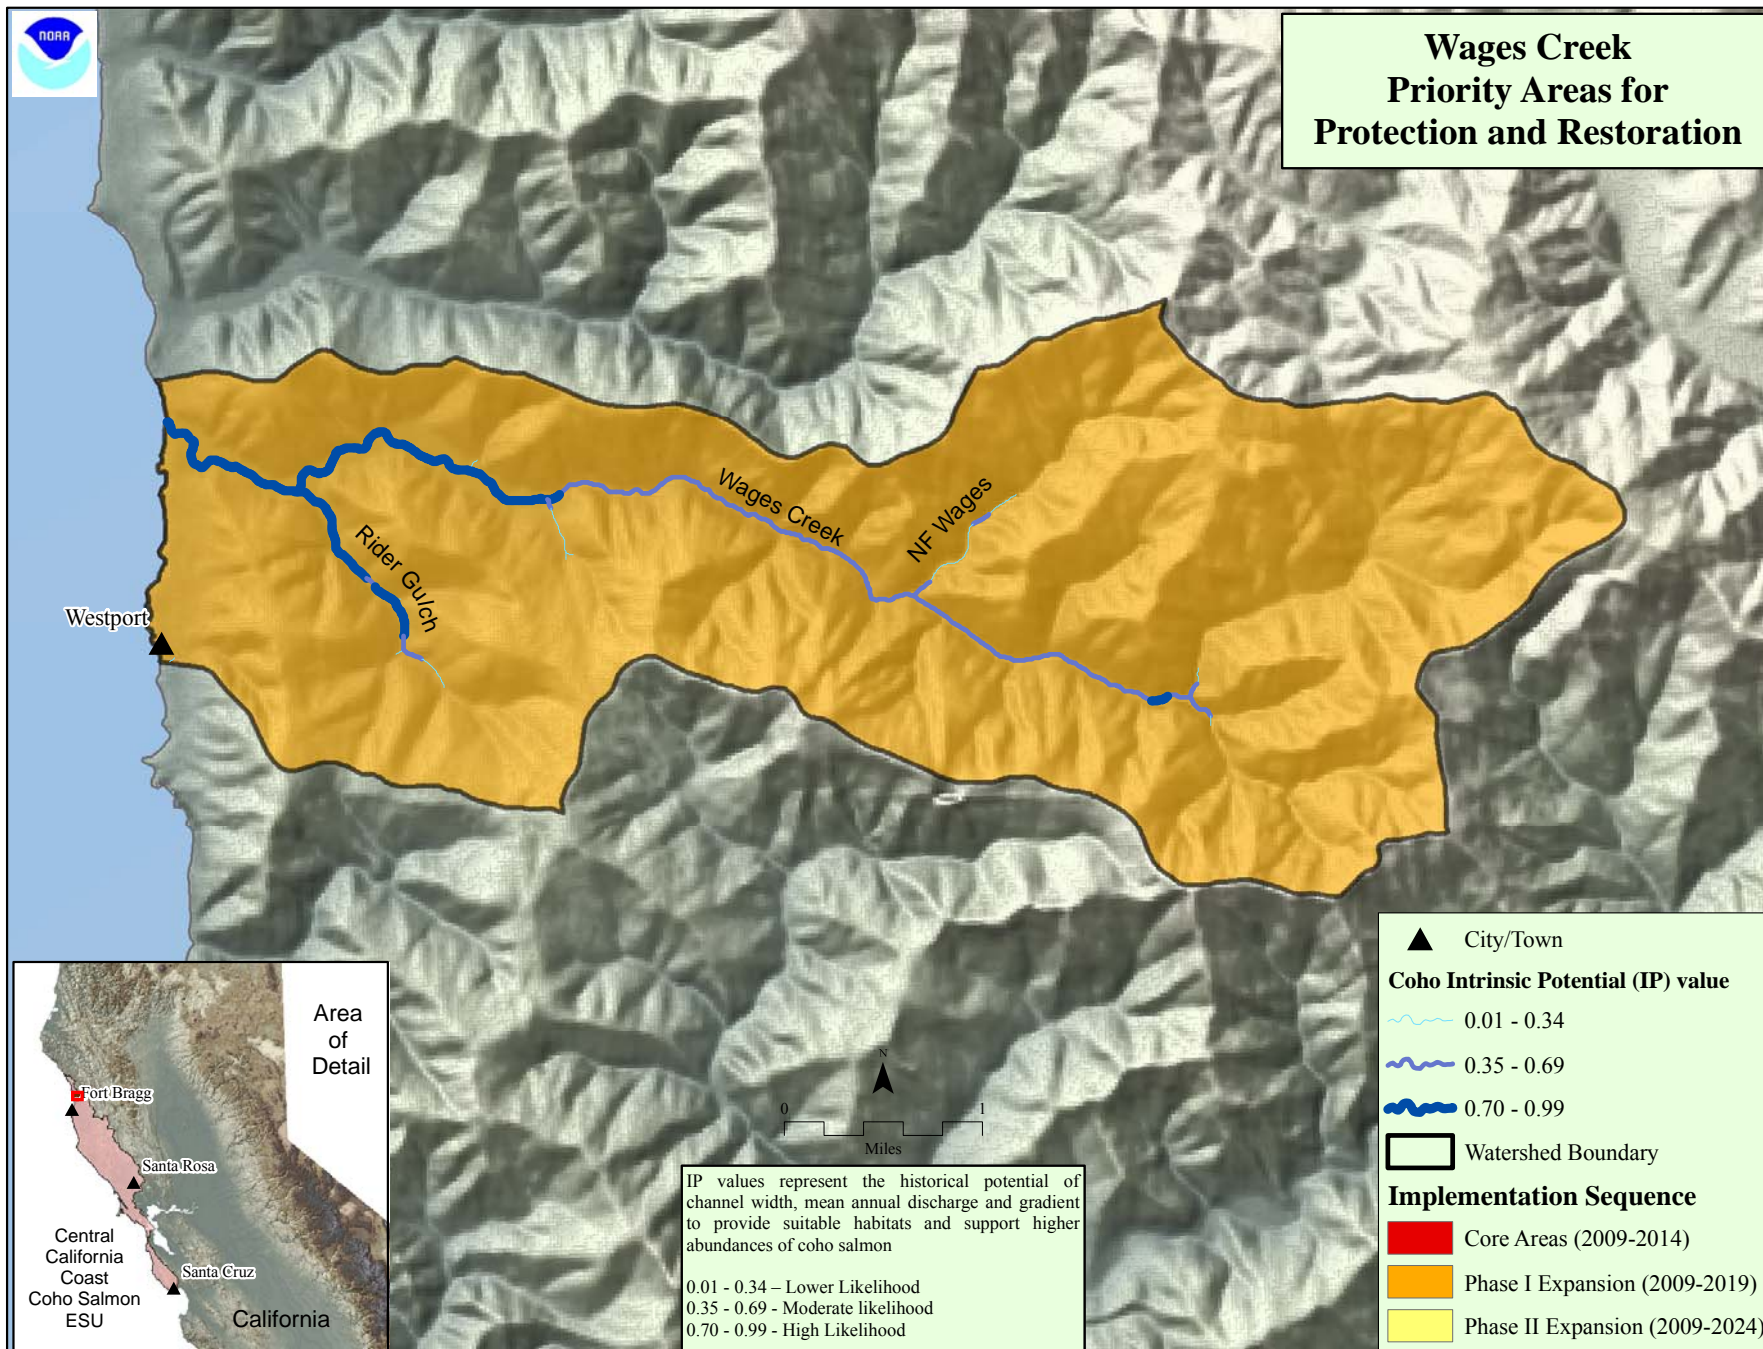 NOAA
Wages Creek
Priority Areas for
Protection and Restoration
Wages Creek
NF Wages
Rider Gulch
Westport
City/Town
Coho Intrinsic Potential (IP) value
0.01 - 0.34
0.35 - 0.69
0.70 - 0.99
Watershed Boundary
Implementation Sequence
Core Areas (2009-2014)
Phase I Expansion (2009-2019)
Phase II Expansion (2009-2024)
N
0 1
Miles
IP values represent the historical potential of
channel width, mean annual discharge and gradient
to provide suitable habitats and support higher
abundances of coho salmon
0.01 - 0.34 – Lower Likelihood
0.35 - 0.69 - Moderate likelihood
0.70 - 0.99 - High Likelihood
Area
of
Detail
Fort Bragg
Santa Rosa
Santa Cruz
Central
California
Coast
Coho Salmon
ESU
California